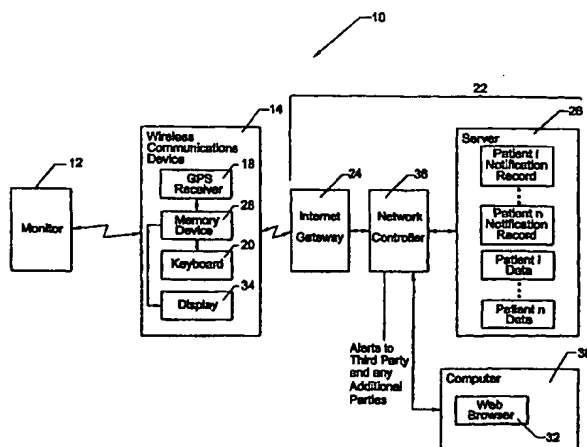 10
22
14
Wireless
Communications
Device
18
GPS
Receiver
28
Memory
Device
20
Keyboard
34
Display
12
Monitor
24
Internet
Gateway
36
Network
Controller
26
Server
Patient I
Notification
Record
Patient n
Notification
Record
Patient I
Data
Patient n
Data
Alerts to
Third Party
and any
Additional
Parties
Computer
Web
Browser
32